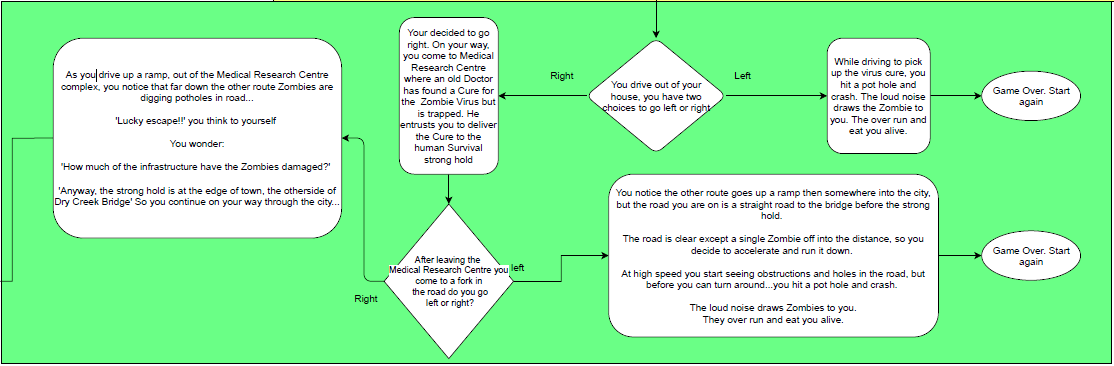 As you drive up a ramp, out of the Medical Research Centre
complex, you notice that far down the other route Zombies are
digging potholes in road...
'Lucky escape!!' you think to yourself
You wonder:
'How much of the infrastructure have the Zombies damaged?'
'Anyway, the strong hold is at the edge of town, the otherside of
Dry Creek Bridge' So you continue on your way through the city...
Your decided to go
right. On your way,
you come to Medical
Research Centre
where an old Doctor
has found a Cure for
the Zombie Virus but
is trapped. He
entrusts you to deliver
the Cure to the
human Survival
strong hold
Right
You drive out of your
house, you have two
choices to go left or right
Left
While driving to pick
up the virus cure, you
hit a pot hole and
crash. The loud noise
draws the Zombie to
you. The over run and
eat you alive.
Game Over. Start
again
After leaving the
Medical Research Centre you
come to a fork in
the road do you go
left or right?
Right
left
You notice the other route goes up a ramp then somewhere into the city,
but the road you are on is a straight road to the bridge before the strong
hold.
The road is clear except a single Zombie off into the distance, so you
decide to accelerate and run it down.
At high speed you start seeing obstructions and holes in the road, but
before you can turn around...you hit a pot hole and crash.
The loud noise draws Zombies to you.
They over run and eat you alive.
Game Over. Start
again